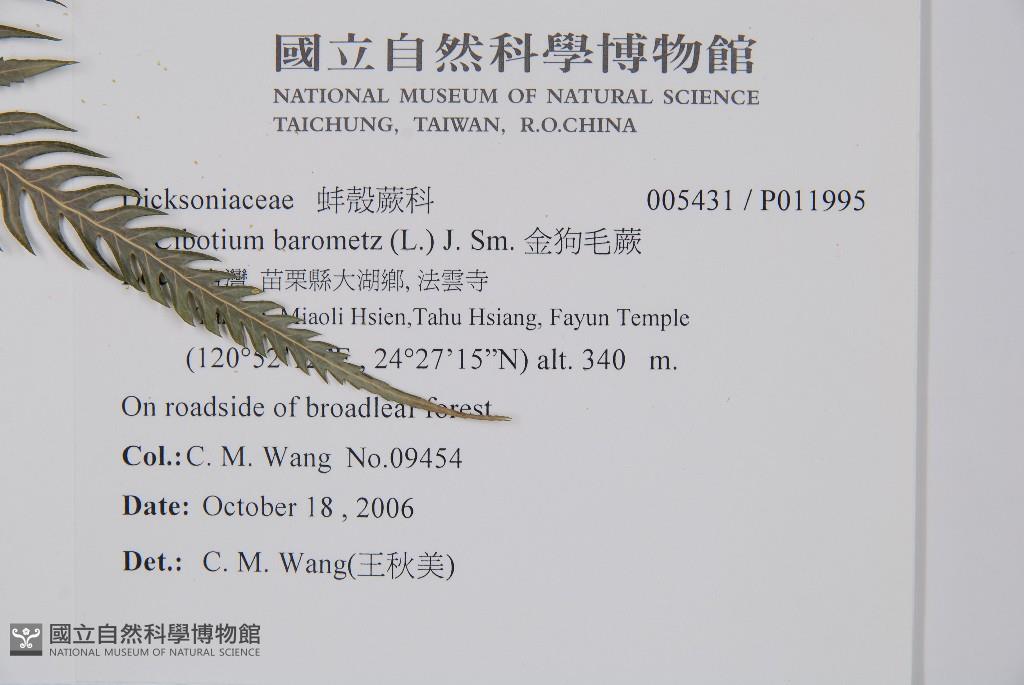 國立自然科學博物館
NATIONAL MUSEUM OF NATURAL SCIENCE
TAICHUNG, TAIWAN, R.O.CHINA
Dicksoniaceae 蚌殼蕨科 005431 / P011995
Cibotium barometz (L.) J. Sm. 金狗毛蕨
灣, 苗栗縣大湖鄉, 法雲寺
Miaoli Hsien,Tahu Hsiang, Fayun Temple
, 24°27’15”N) alt. 340 m.
On roadside of broadleaf forest
Col.: C. M. Wang No.09454
Date: October 18 , 2006
Det.: C. M. Wang(王秋美)
國立自然科學博物館
NATIONAL MUSEUM OF NATURAL SCIENCE